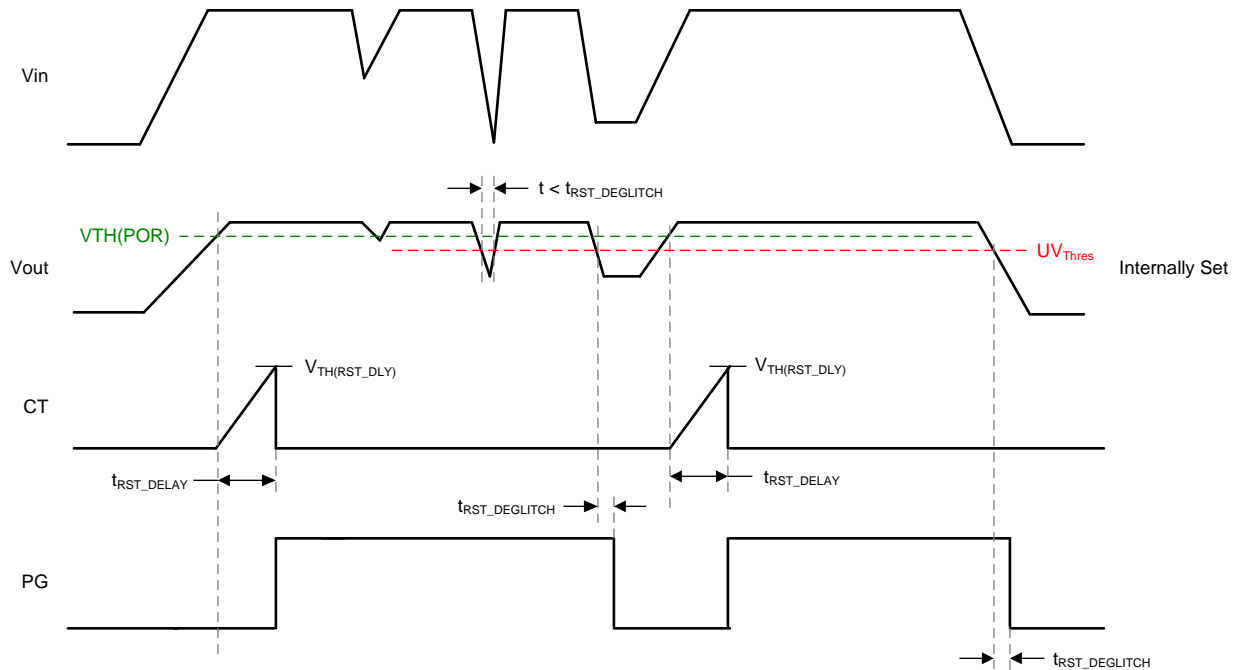 Vin
t < tRST_DEGLITCH
VTH(POR)
UVThres
Vout
Internally Set
VTH(RST_DLY)
VTH(RST_DLY)
CT
tRST_DELAY
tRST_DELAY
tRST_DEGLITCH
PG
tRST_DEGLITCH